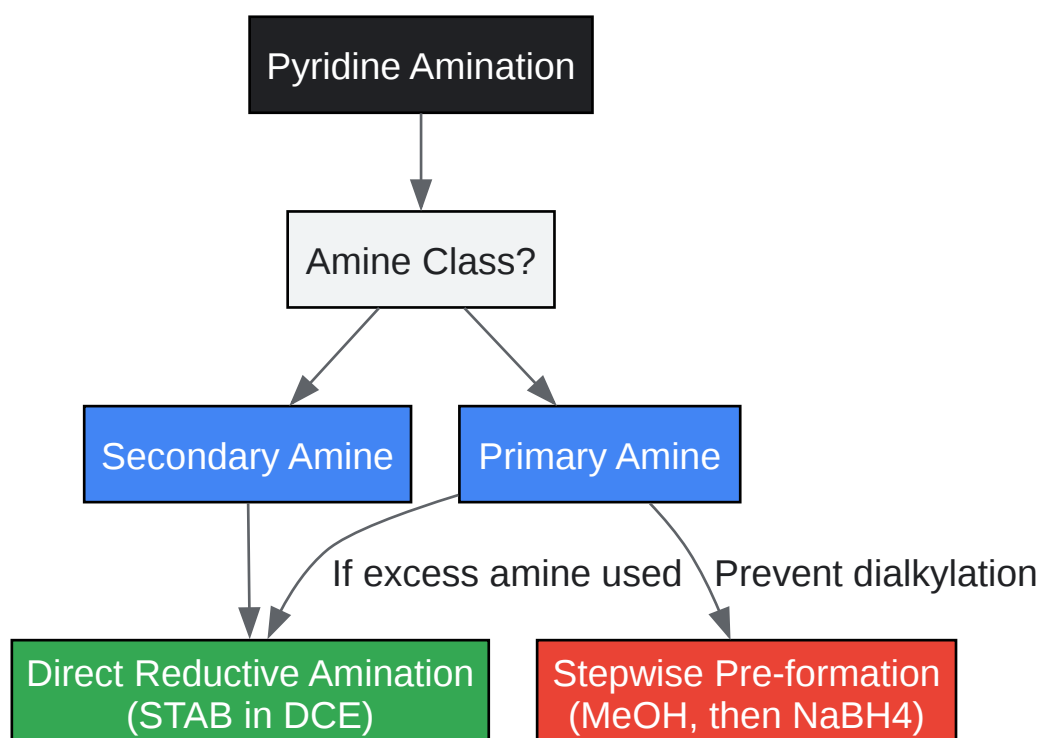 Pyridine Amination
Amine Class?
Secondary Amine
Primary Amine
If excess amine used
Prevent dialkylation
Direct Reductive Amination
(STAB in DCE)
Stepwise Pre-formation
(MeOH, then NaBH4)